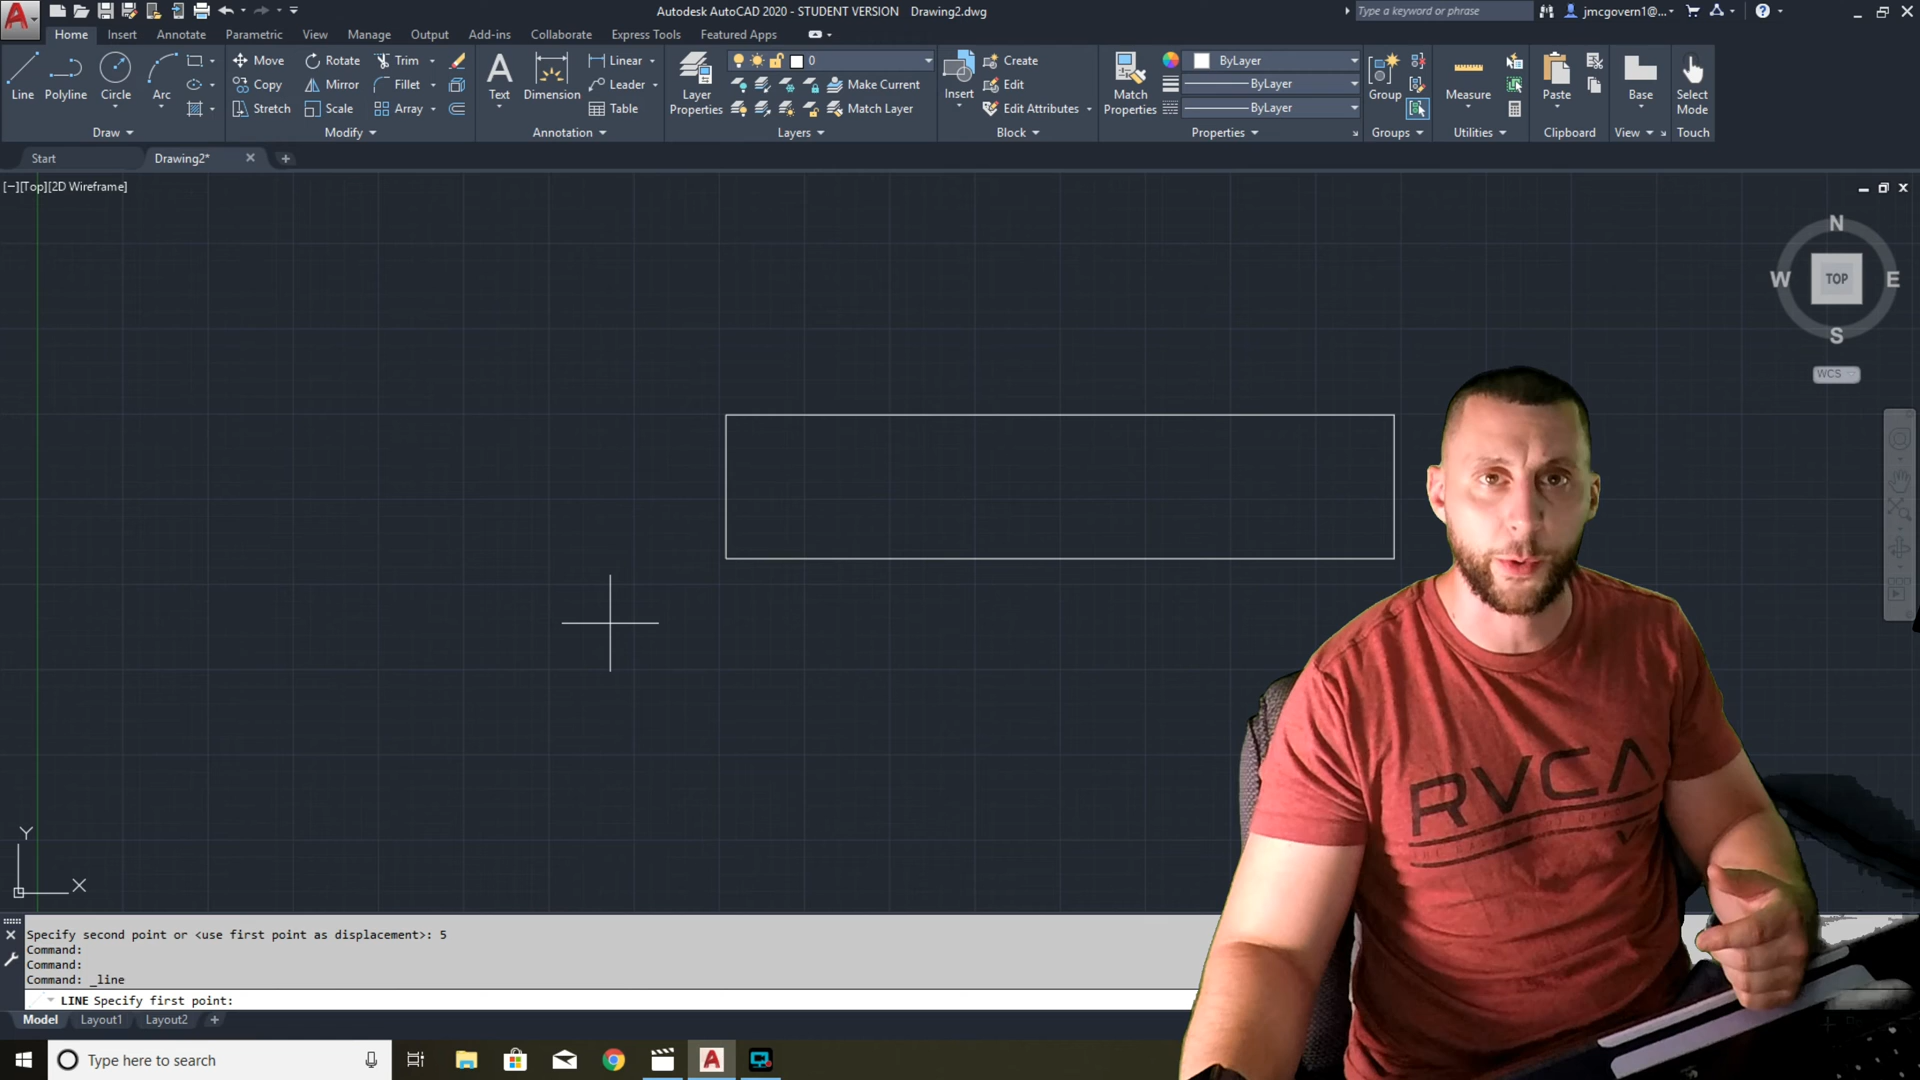 Autodesk AutoCAD 2020 - STUDENT VERSION Drawing2.dwg
Type a keyword or phrase
jmcgovern1@...
Home Insert Annotate Parametric View Manage Output Add-ins Collaborate Express Tools Featured Apps
Line Polyline Circle Arc
Move Rotate Trim
Copy Mirror Fillet
Stretch Scale Array
Text Dimension
Linear
Leader
Table
Layer Properties
0
Make Current
Match Layer
Insert
Create
Edit
Edit Attributes
Match Properties
ByLayer
ByLayer
ByLayer
Group
Measure
Paste
Base
Select Mode
Draw Modify Annotation Layers Block Properties Groups Utilities Clipboard View Touch
Start Drawing2*
[−][Top][2D Wireframe]
N
W TOP E
S
WCS
RVCA
Y
X
Specify second point or <use first point as displacement>: 5
Command:
Command:
Command: _line
LINE Specify first point:
Model Layout1 Layout2
Type here to search